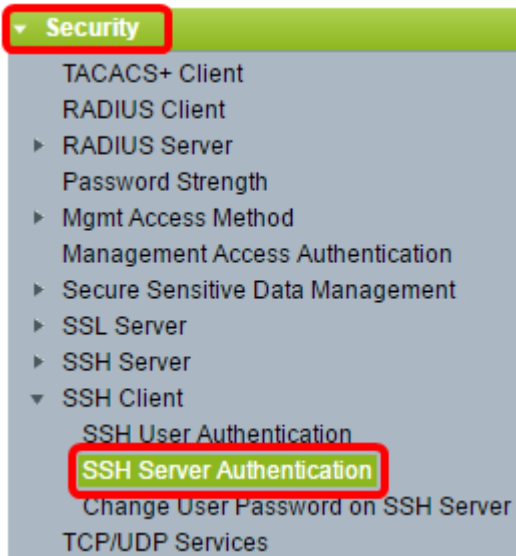 Security
TACACS+ Client
RADIUS Client
RADIUS Server
Password Strength
Mgmt Access Method
Management Access Authentication
Secure Sensitive Data Management
SSL Server
SSH Server
SSH Client
SSH User Authentication
SSH Server Authentication
Change User Password on SSH Server
TCP/UDP Services